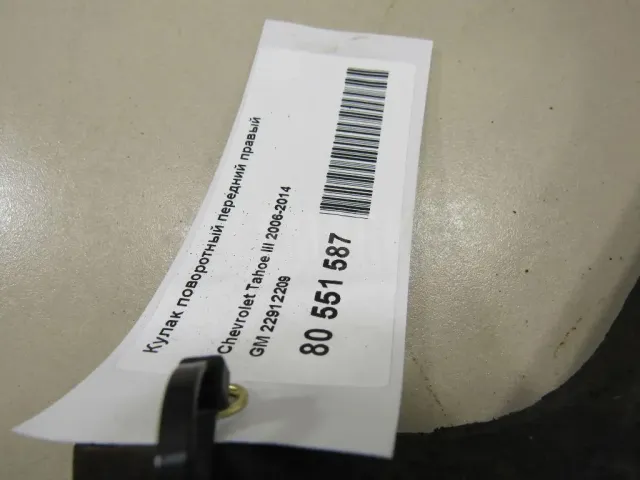 Кулак поворотный передний правый
Chevrolet Tahoe III 2006-2014
GM 22912209
80 551 587